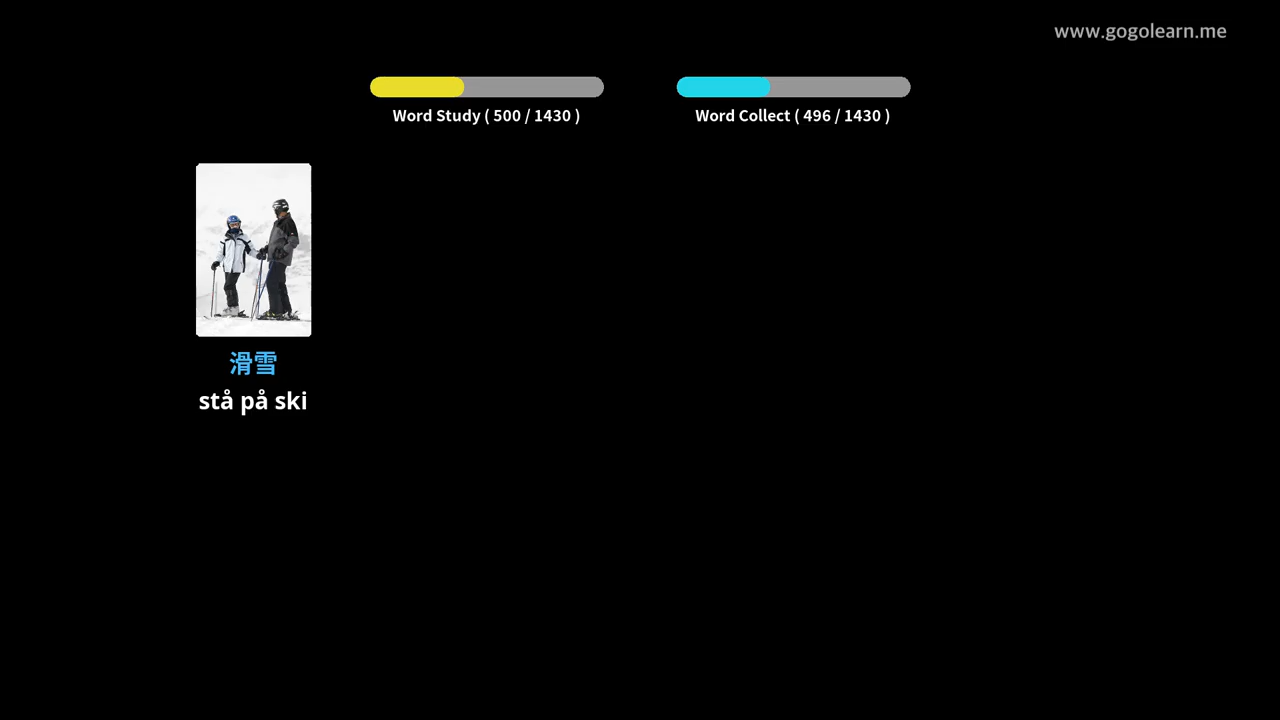 www.gogolearn.me
Word Study ( 500 / 1430 )
Word Collect ( 496 / 1430 )
滑雪
stå på ski